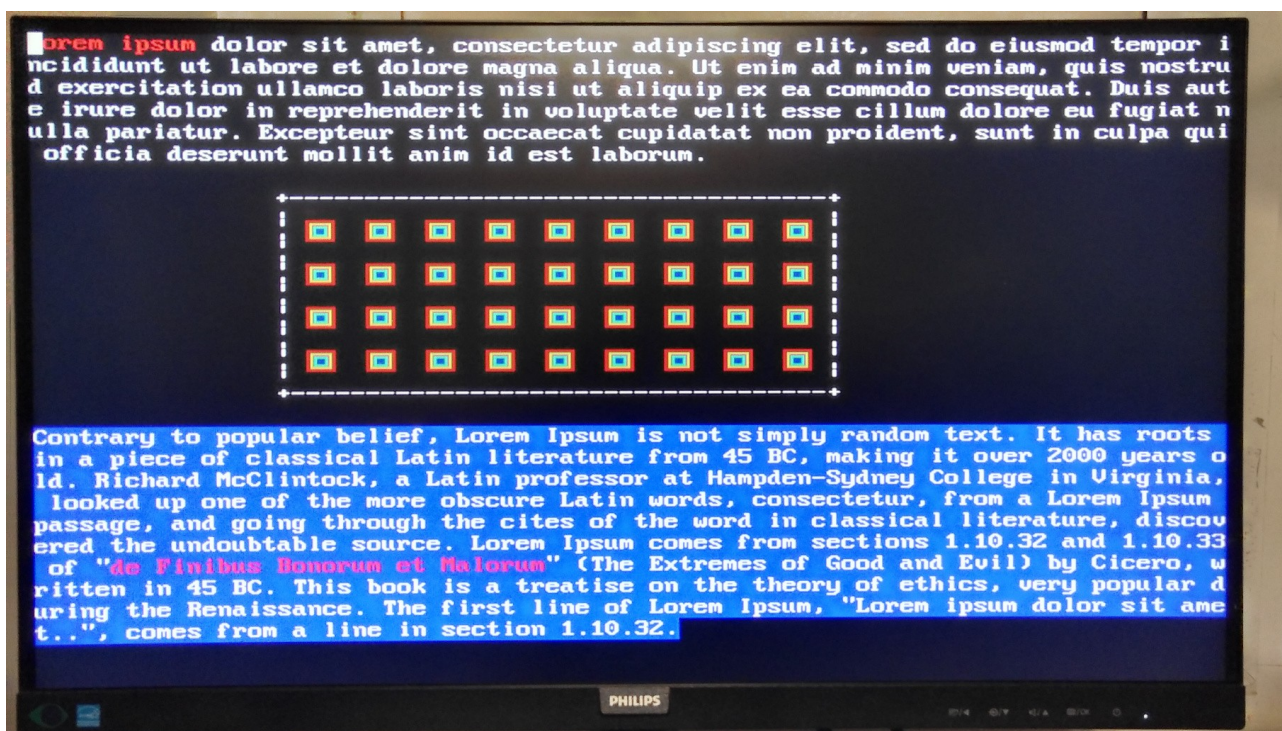 orem ipsum dolor sit amet, consectetur adipiscing elit, sed do eiusmod tempor i
ncididunt ut labore et dolore magna aliqua. Ut enim ad minim veniam, quis nostru
d exercitation ullamco laboris nisi ut aliquip ex ea commodo consequat. Duis aut
e irure dolor in reprehenderit in voluptate velit esse cillum dolore eu fugiat n
ulla pariatur. Excepteur sint occaecat cupidatat non proident, sunt in culpa qui
officia deserunt mollit anim id est laborum.
Contrary to popular belief, Lorem Ipsum is not simply random text. It has roots
in a piece of classical Latin literature from 45 BC, making it over 2000 years o
ld. Richard McClintock, a Latin professor at Hampden-Sydney College in Virginia,
looked up one of the more obscure Latin words, consectetur, from a Lorem Ipsum
passage, and going through the cites of the word in classical literature, discov
ered the undoubtable source. Lorem Ipsum comes from sections 1.10.32 and 1.10.33
of "de Finibus Bonorum et Malorum" (The Extremes of Good and Evil) by Cicero, w
ritten in 45 BC. This book is a treatise on the theory of ethics, very popular d
uring the Renaissance. The first line of Lorem Ipsum, "Lorem ipsum dolor sit ame
t..", comes from a line in section 1.10.32.
PHILIPS